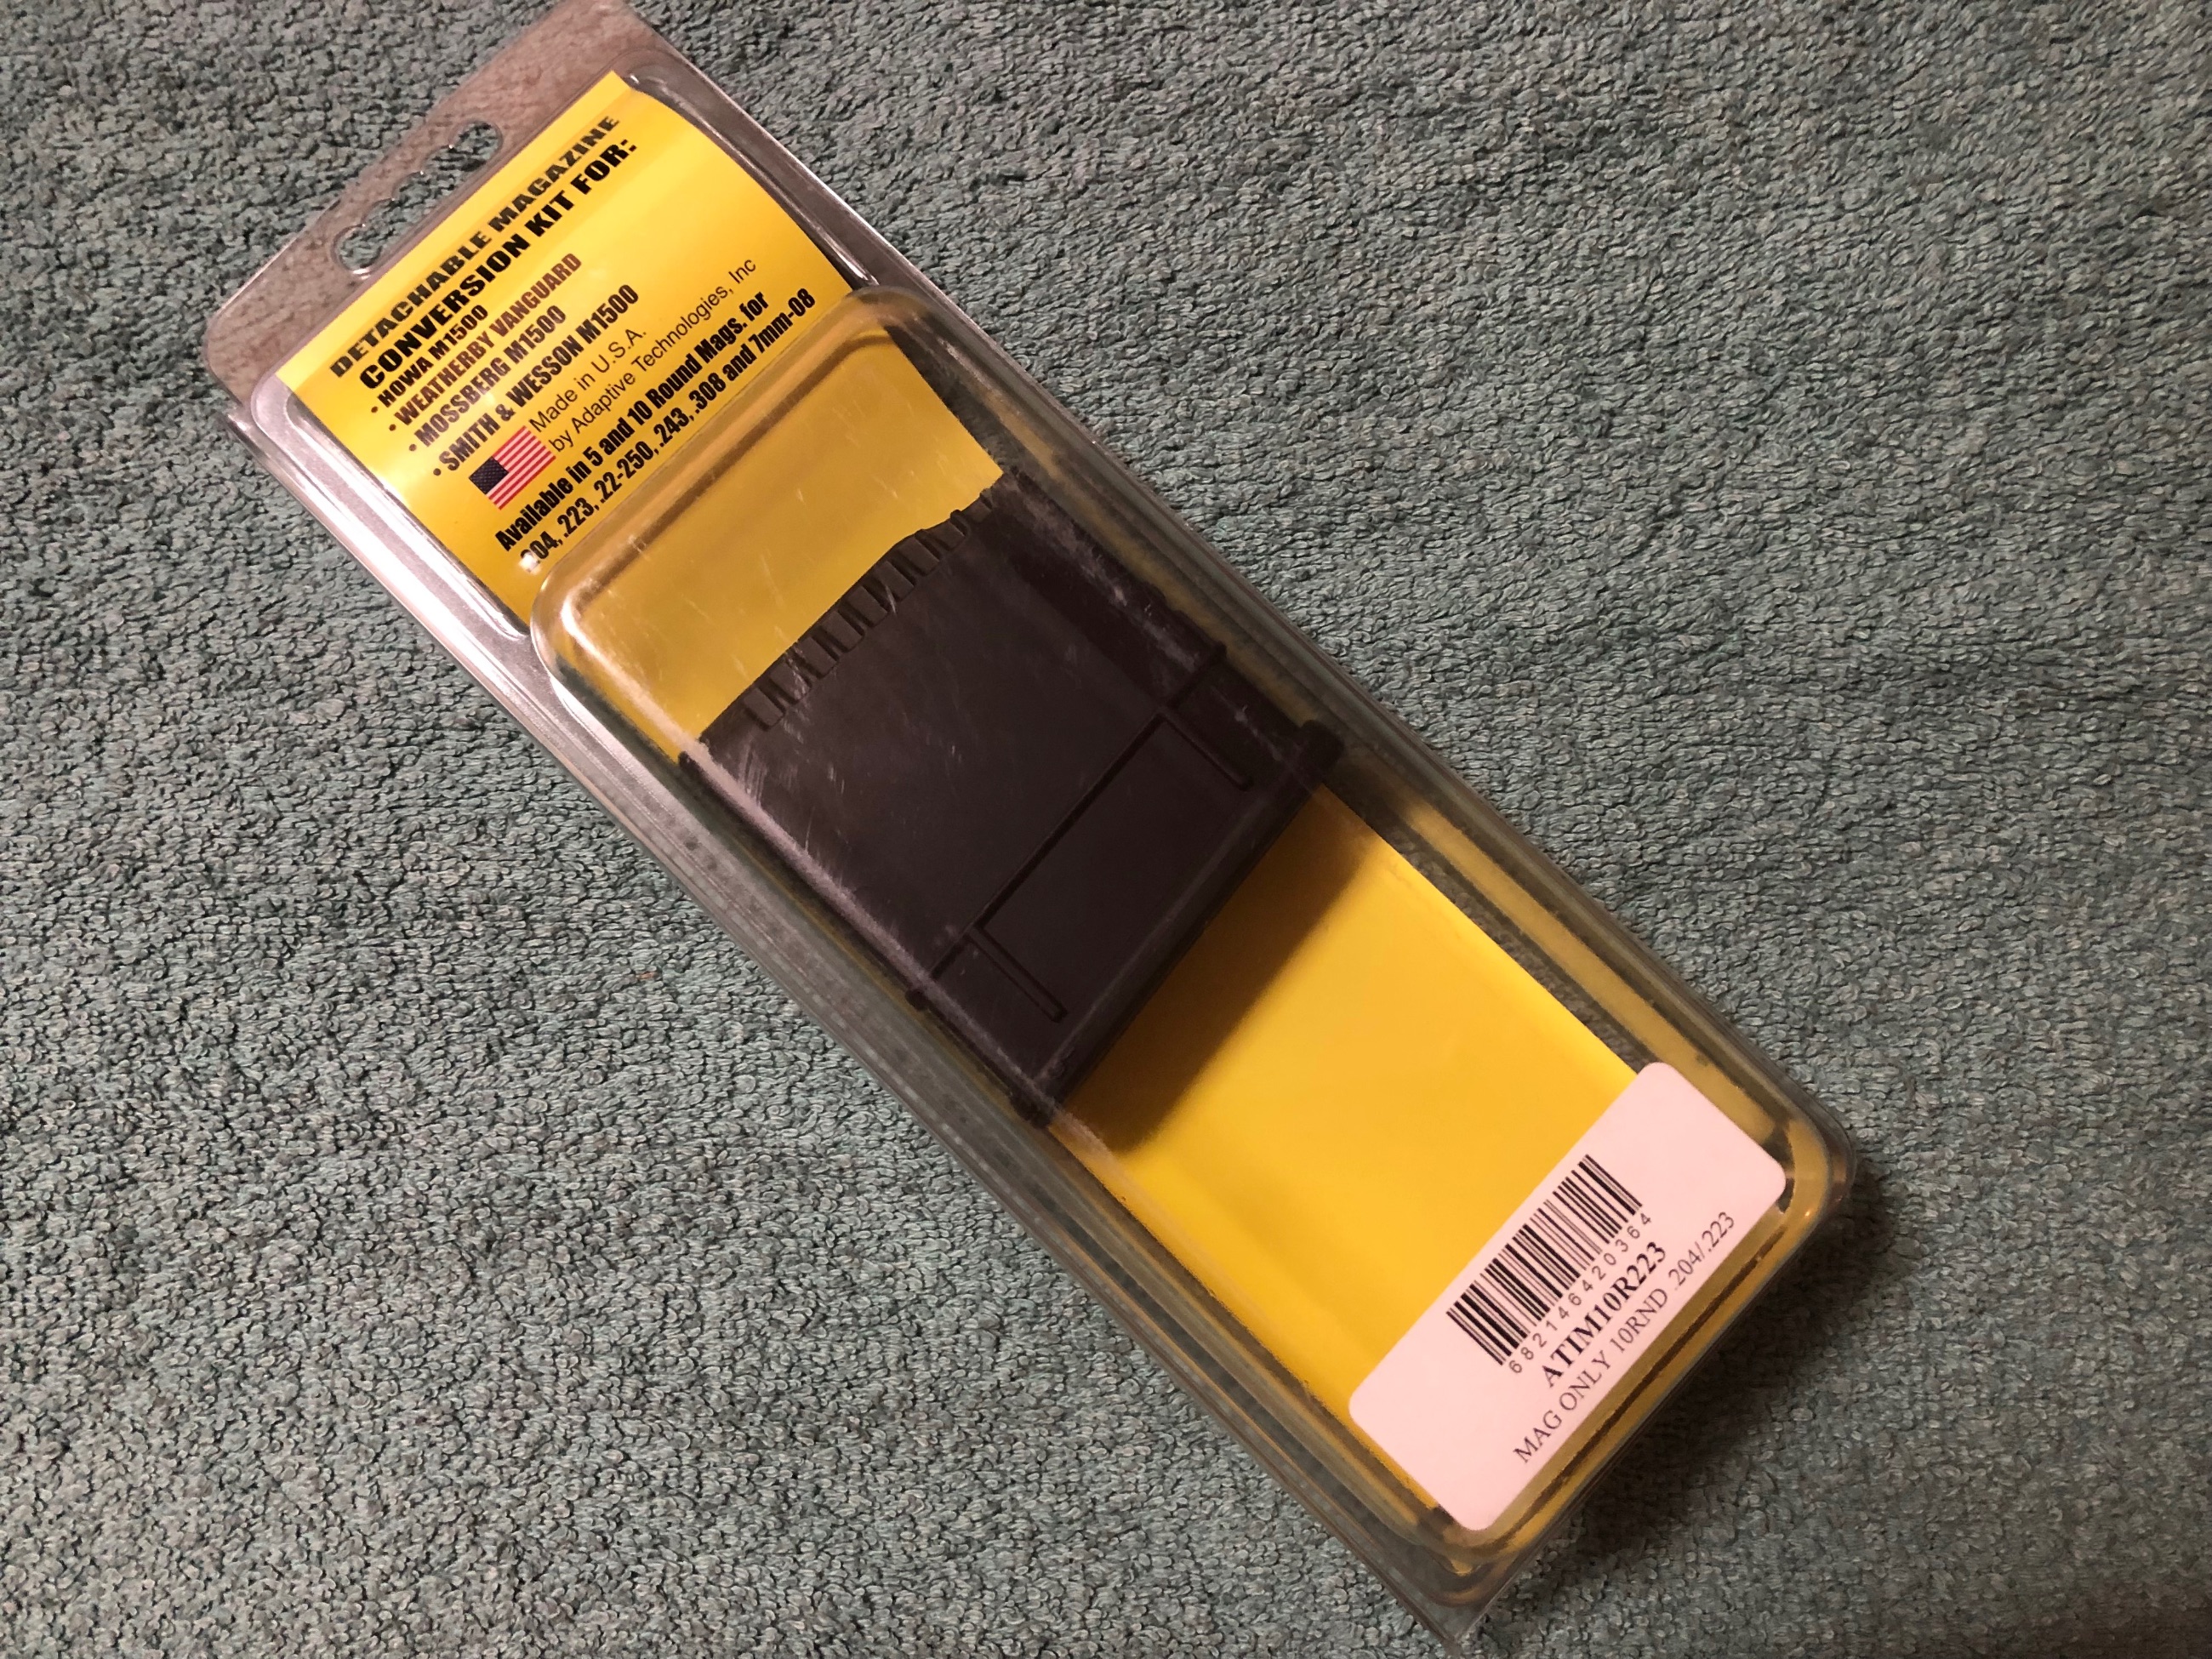 DETACHABLE MAGAZINE
CONVERSION KIT FOR:
• HOWA M1500
• WEATHERBY VANGUARD
• MOSSBERG M1500
• SMITH & WESSON M1500
Made in U.S.A.
by Adaptive Technologies, Inc
Available in 5 and 10 Round Mags. for
.204, .223, .22-250, .243, .308 and 7mm-08
682146420364
ATIM10R223
MAG ONLY 10RND .204/.223